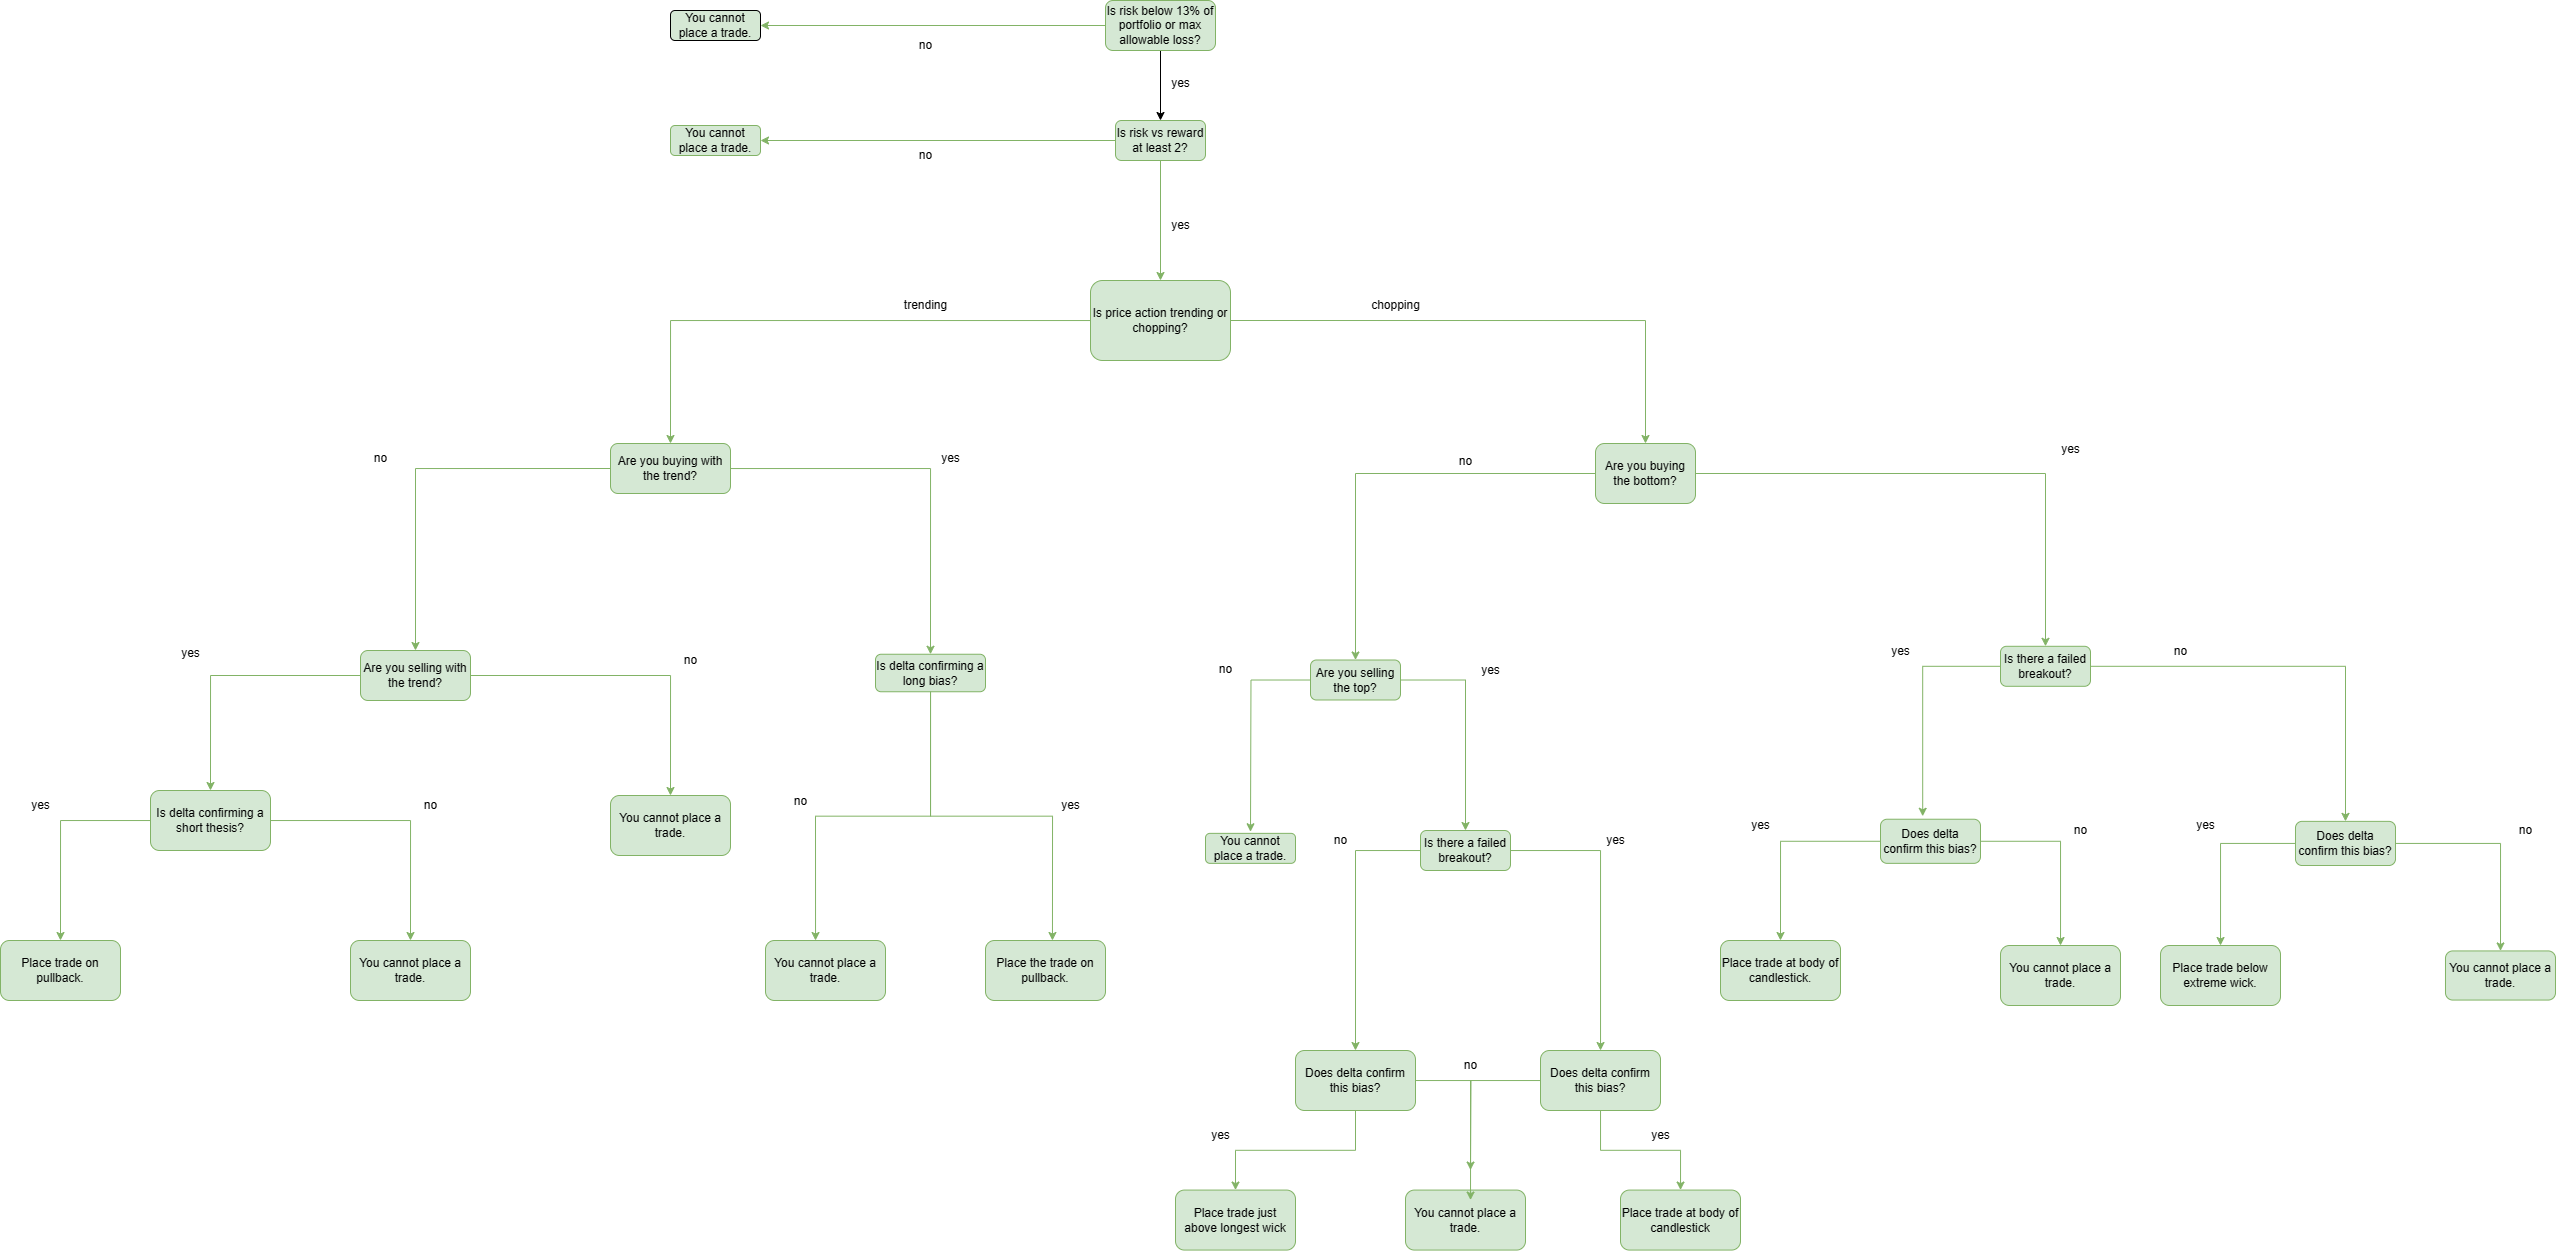 Is risk below 13% of
portfolio or max
allowable loss?
You cannot
place a trade.
no
yes
You cannot
place a trade.
Is risk vs reward
at least 2?
no
yes
trending
Is price action trending or
chopping?
chopping
no
Are you buying with
the trend?
yes
no
Are you buying
the bottom?
yes
yes
Are you selling with
the trend?
no
Is delta confirming a
long bias?
no
Are you selling
the top?
yes
yes
Is there a failed
breakout?
no
yes
Is delta confirming a
short thesis?
no
You cannot place a
trade.
no
yes
You cannot
place a trade.
no
Is there a failed
breakout?
yes
yes
Does delta
confirm this bias?
no
yes
Does delta
confirm this bias?
no
Place trade on
pullback.
You cannot place a
trade.
You cannot place a
trade.
Place the trade on
pullback.
Place trade at body of
candlestick.
You cannot place a
trade.
Place trade below
extreme wick.
You cannot place a
trade.
Does delta confirm
this bias?
no
Does delta confirm
this bias?
yes
yes
Place trade just
above longest wick
You cannot place a
trade.
Place trade at body of
candlestick